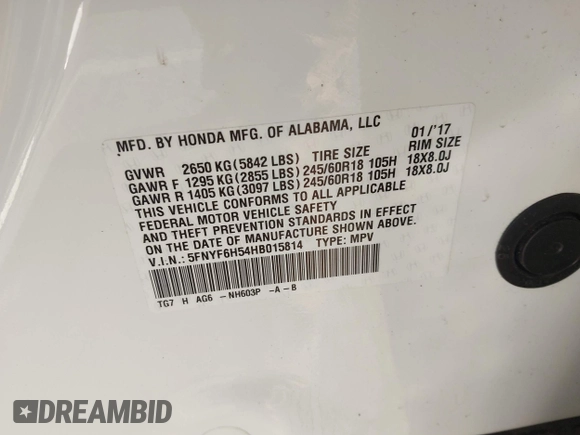 MFD. BY HONDA MFG. OF ALABAMA, LLC 01/'17
GVWR 2650 KG(5842 LBS) TIRE SIZE RIM SIZE
GAWR F 1295 KG(2855 LBS) 245/60R18 105H 18X8.0J
GAWR R 1405 KG(3097 LBS) 245/60R18 105H 18X8.0J
THIS VEHICLE CONFORMS TO ALL APPLICABLE
FEDERAL MOTOR VEHICLE SAFETY
AND THEFT PREVENTION STANDARDS IN EFFECT
ON THE DATE OF MANUFACTURE SHOWN ABOVE.
V.I.N.: 5FNYF6H54HB015814 TYPE: MPV
TG7 H AG6 -NH603P -A-B
DREAMBID